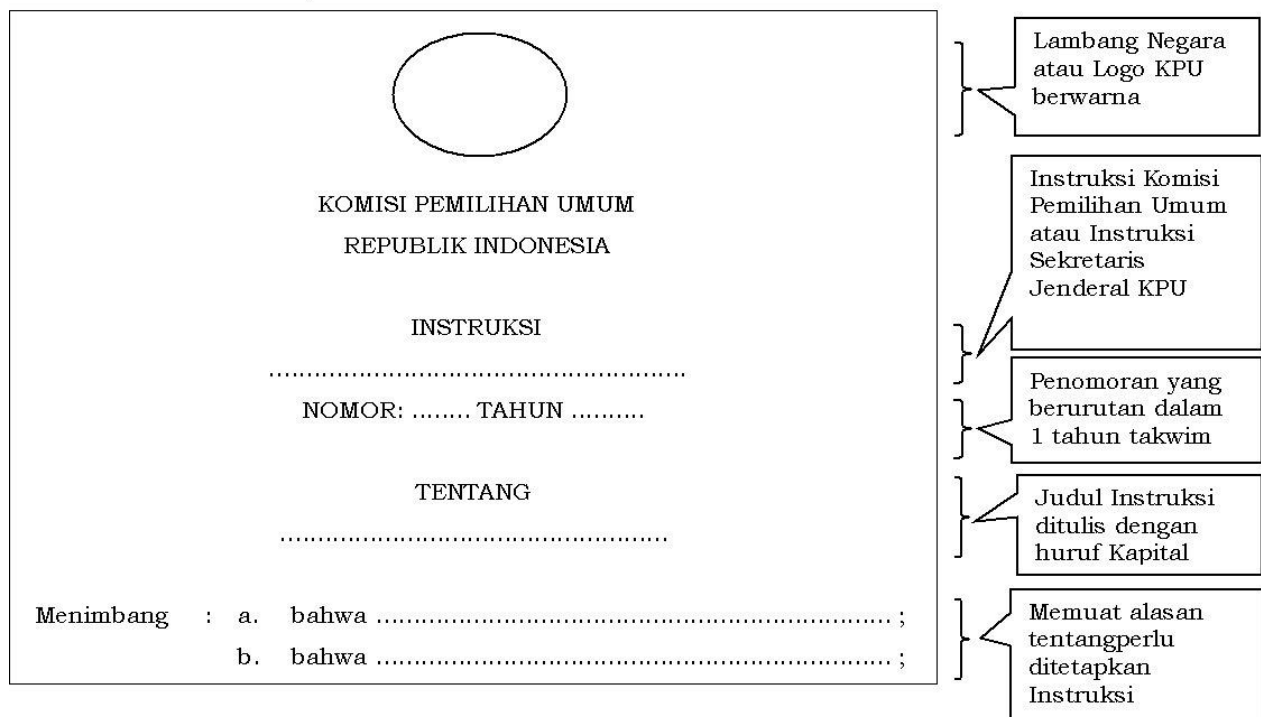 Lambang Negara
atau Logo KPU
berwarna
KOMISI PEMILIHAN UMUM
REPUBLIK INDONESIA
Instruksi Komisi
Pemilihan Umum
atau Instruksi
Sekretaris
Jenderal KPU
INSTRUKSI
........................................................
NOMOR: ........ TAHUN ..........
Penomoran yang
berurutan dalam
1 tahun takwim
TENTANG
....................................................
Judul Instruksi
ditulis dengan
huruf Kapital
Menimbang : a. bahwa ..................................................................... ;
b. bahwa ..................................................................... ;
Memuat alasan
tentangperlu
ditetapkan
Instruksi